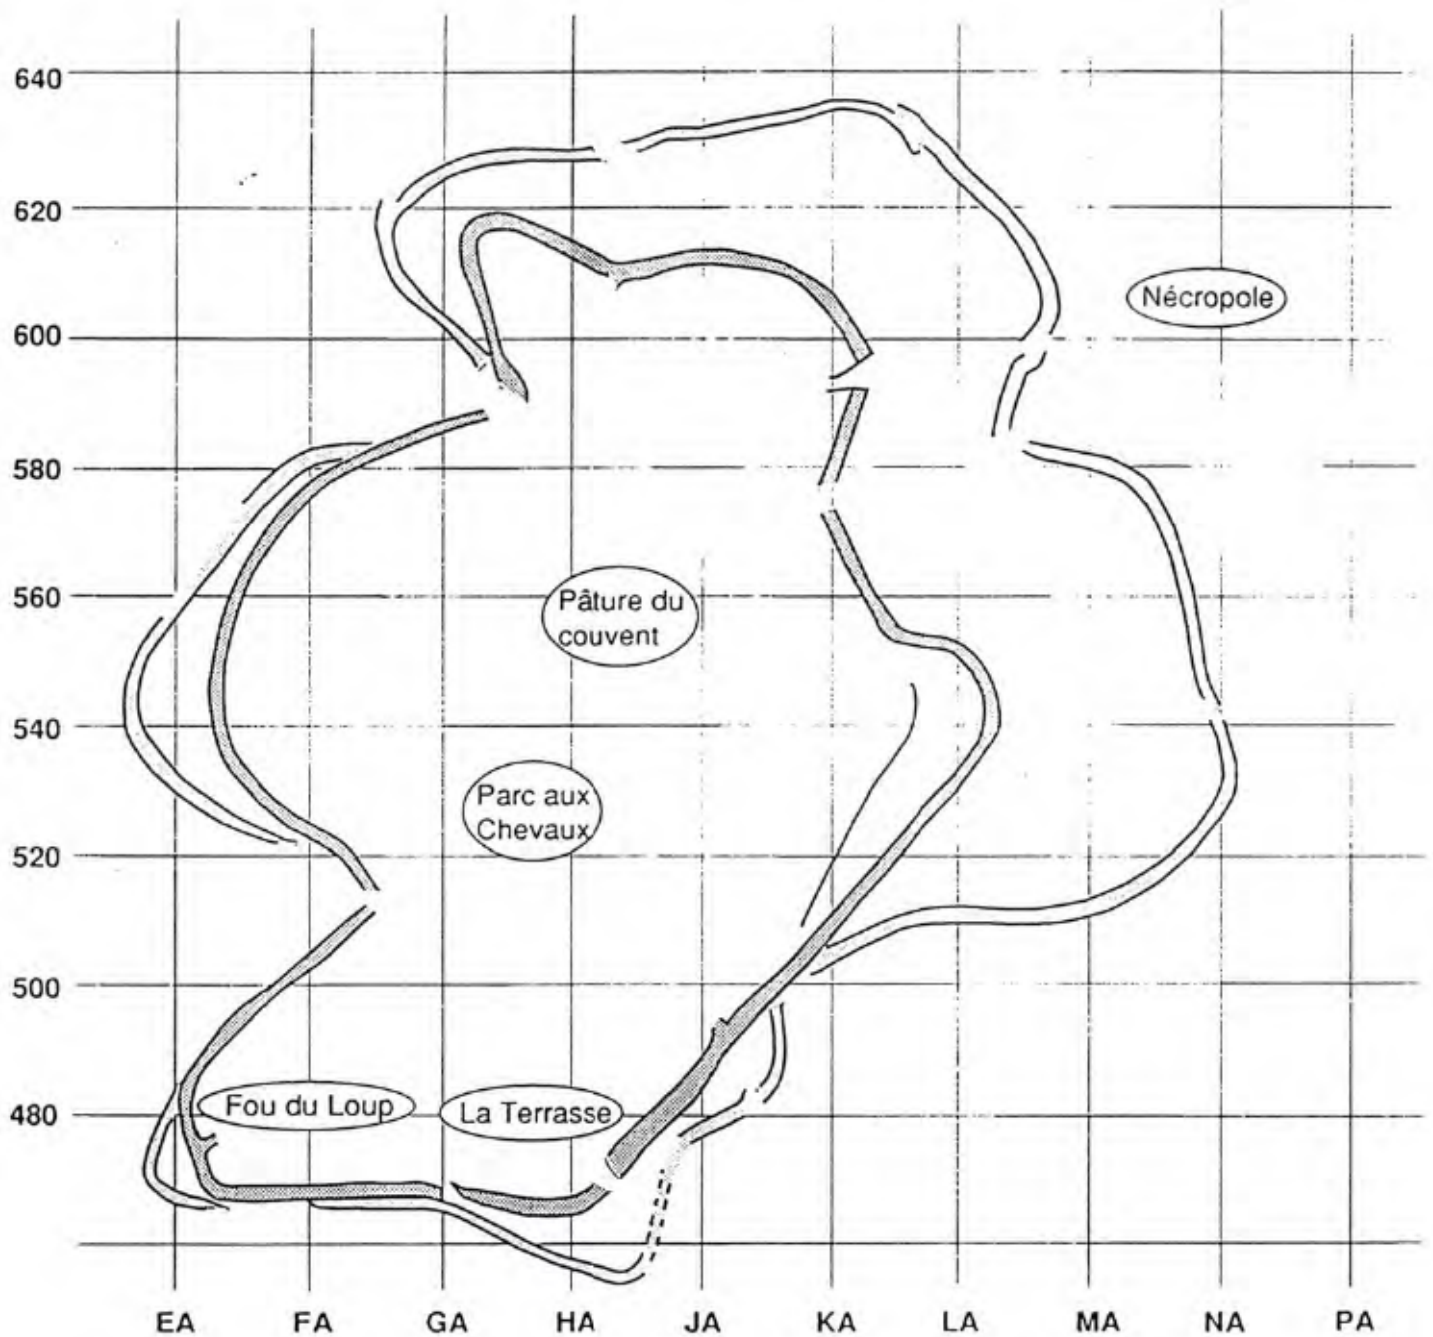 640
620
Nécropole
600
580
560
Pâture du
couvent
540
Parc aux
Chevaux
520
500
Fou du Loup
La Terrasse
480
EA FA GA HA JA KA LA MA NA PA